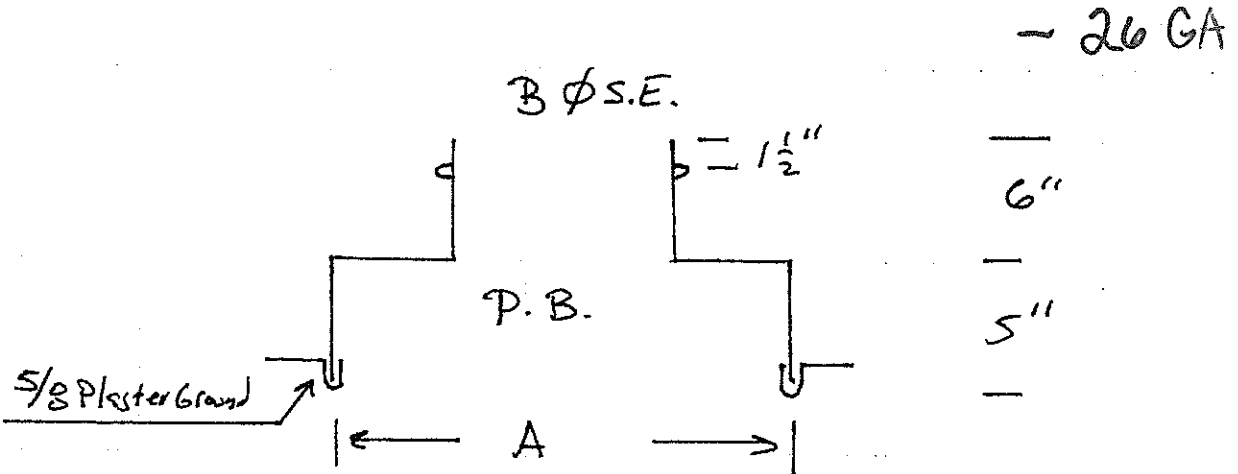 - 26 GA
B Ø S.E.
1 1/2"
6"
P.B.
5"
5/8 Plaster Ground
A